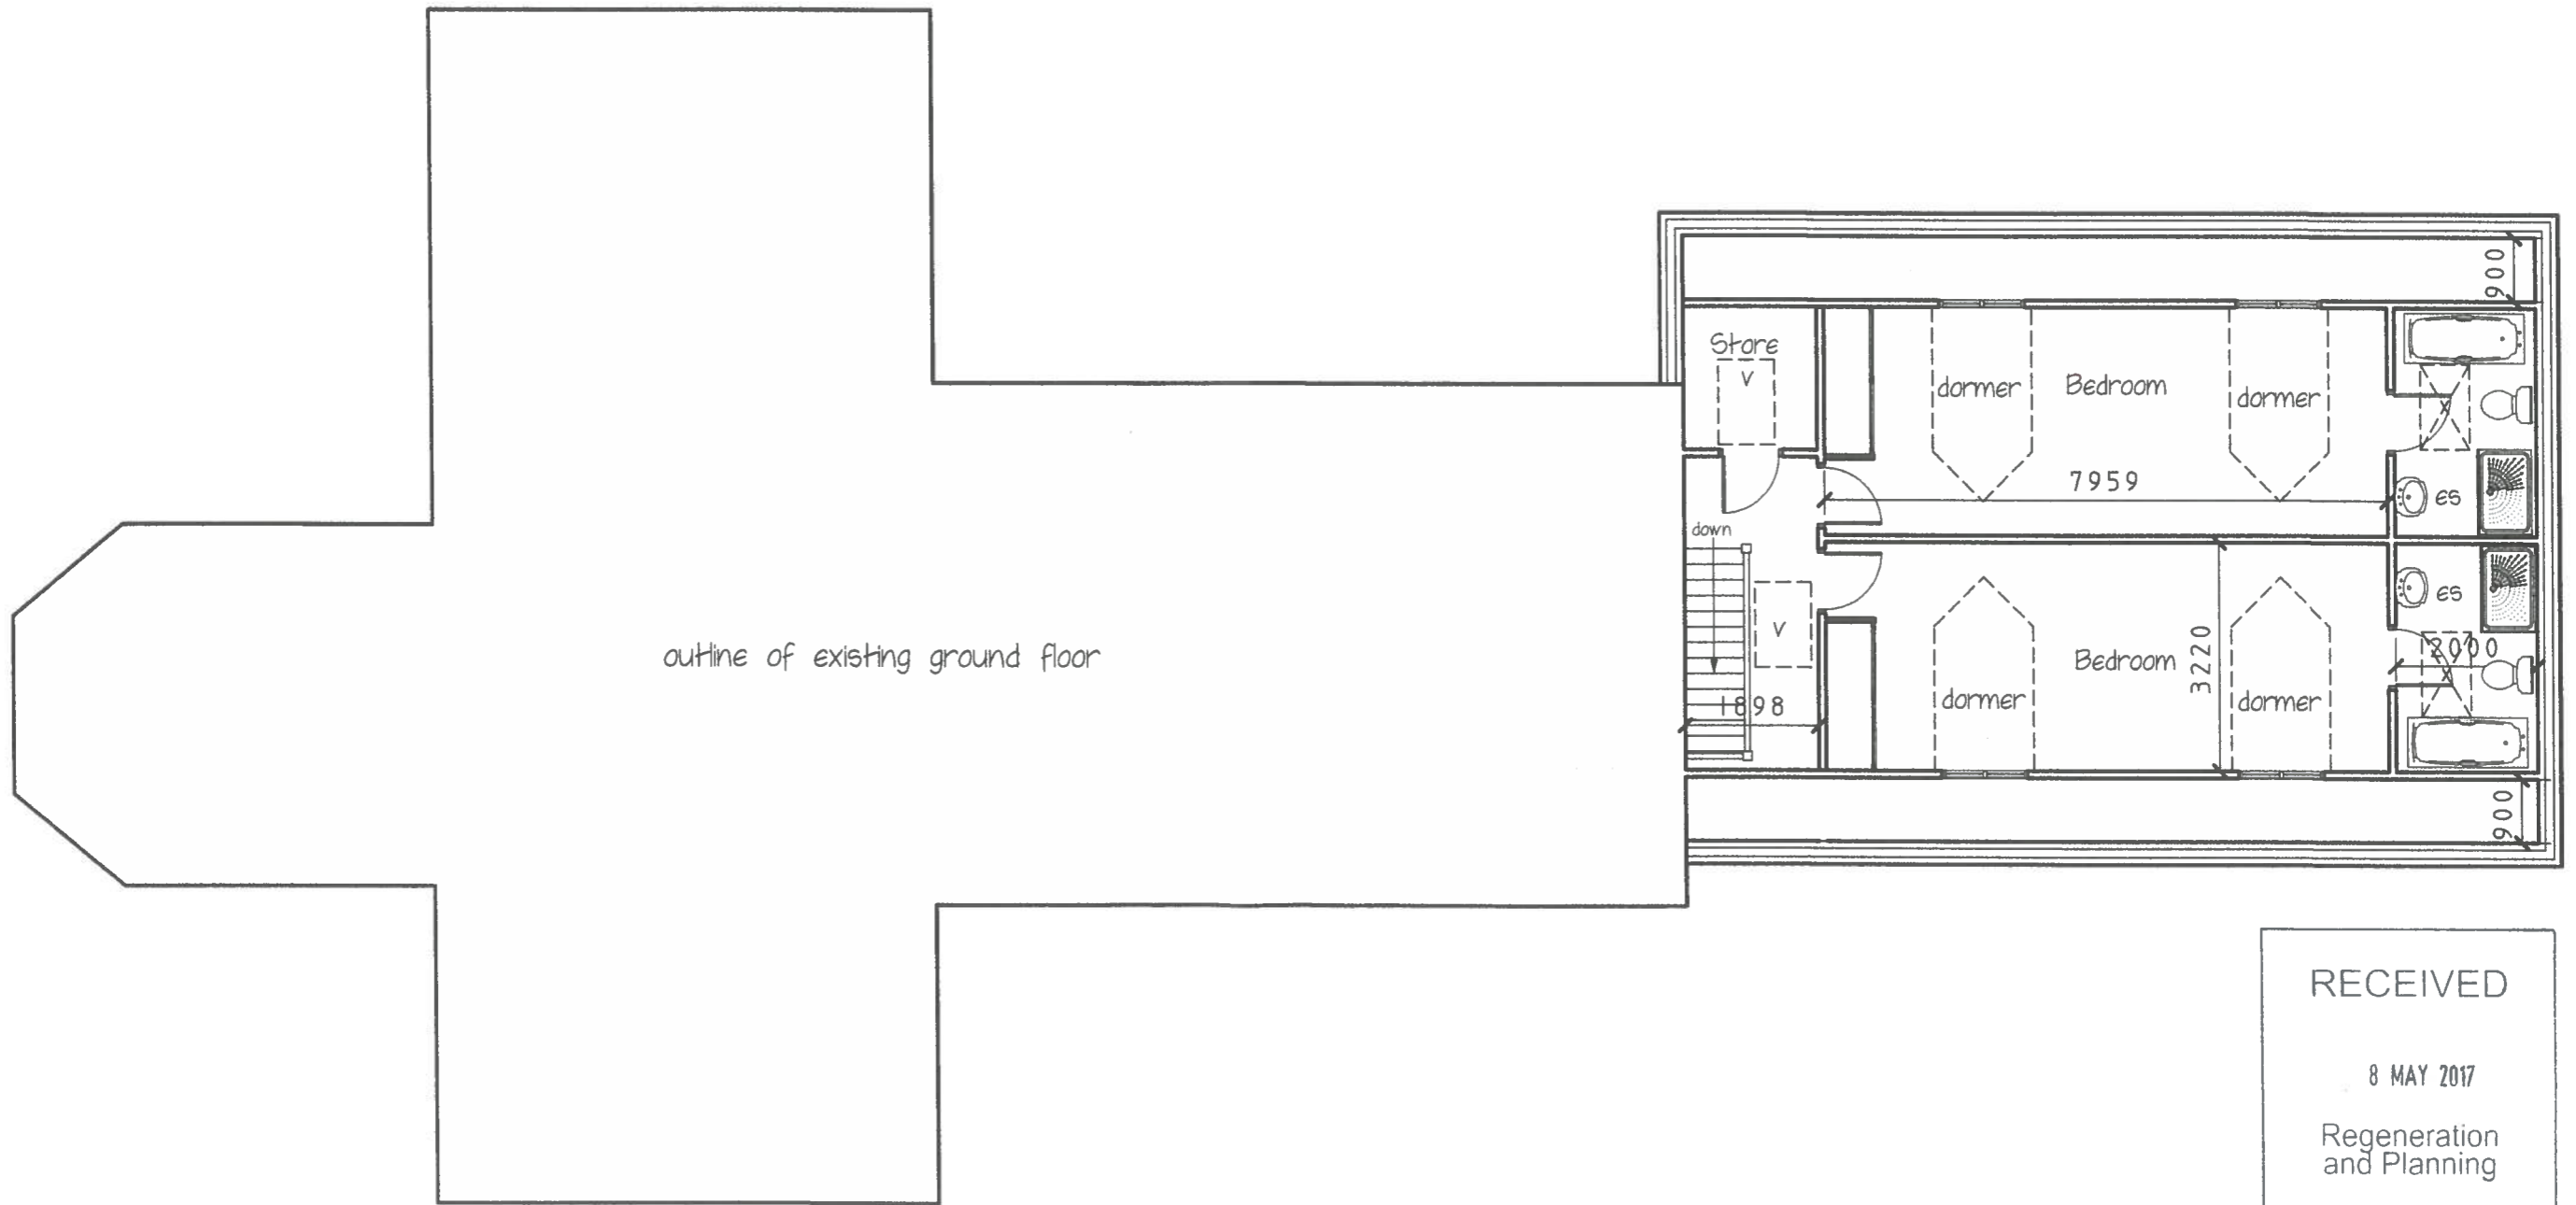 900
Store
V
dormer
Bedroom
dormer
X
7959
es
down
es
outline of existing ground floor
V
Bedroom
3220
2000
X
dormer
dormer
1898
900
RECEIVED
8 MAY 2017
Regeneration
and Planning